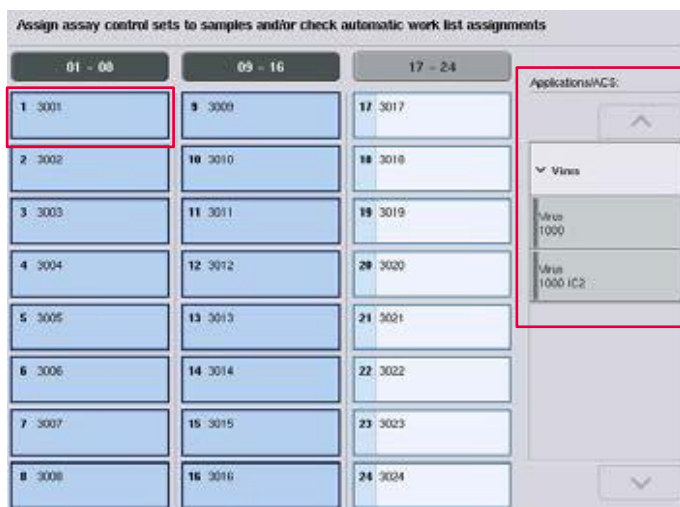 Assign assay control sets to samples and/or check automatic work list assignments
01 - 08
09 - 16
17 - 24
Applications/ACS:
1 3001
9 3009
17 3017
2 3002
10 3010
18 3018
Virus
3 3003
11 3011
19 3019
Virus
1000
4 3004
12 3012
20 3020
Virus
1000 IC2
5 3005
13 3013
21 3021
6 3006
14 3014
22 3022
7 3007
15 3015
23 3023
8 3008
16 3016
24 3024